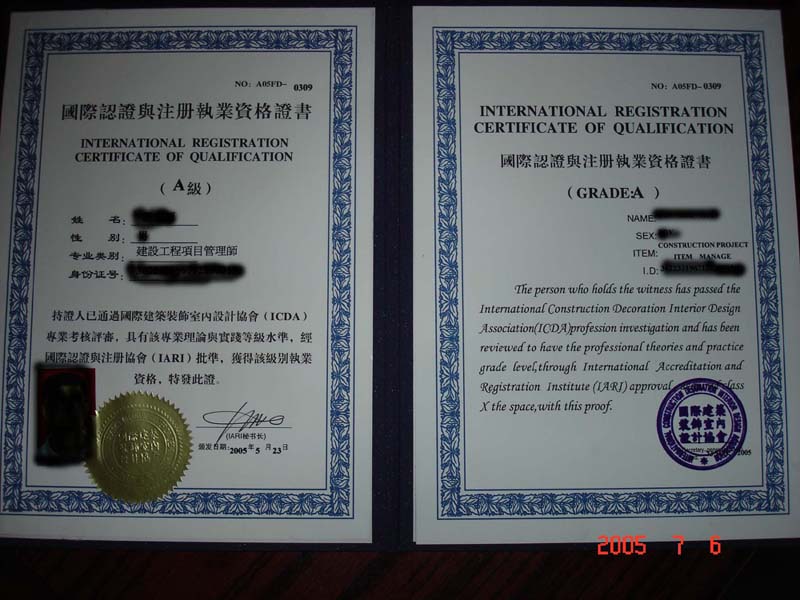 NO: A05FD- 0309
國際認證與注册執業資格證書
INTERNATIONAL REGISTRATION
CERTIFICATE OF QUALIFICATION
(A級)
姓 名:
性 别:
专业类别: 建設工程項目管理師
身份证号:
持證人已通過國際建築裝飾室内設計協會(ICDA)
專業考核評審,具有該專業理論與實踐等級水準,經
國際認證與注册協會(IARI)批準,獲得該級別執業
資格,特發此證。
(IARI秘书长)
颁发日期: 2005年 5 月 23日
NO: A05FD- 0309
INTERNATIONAL REGISTRATION
CERTIFICATE OF QUALIFICATION
國際認證與注册執業資格證書
(GRADE:A)
NAME:
SEX:
ITEM: CONSTRUCTION PROJECT
ITEM MANAGE
I.D:
The person who holds the witness has passed the
International Construction Decoration Interior Design
Association(ICDA)profession investigation and has been
reviewed to have the professional theories and practice
grade level,through International Accreditation and
Registration Institute (IARI) approval, class
X the space,with this proof.
國際建築
裝飾室内
設計協會
2005
2005 7 6